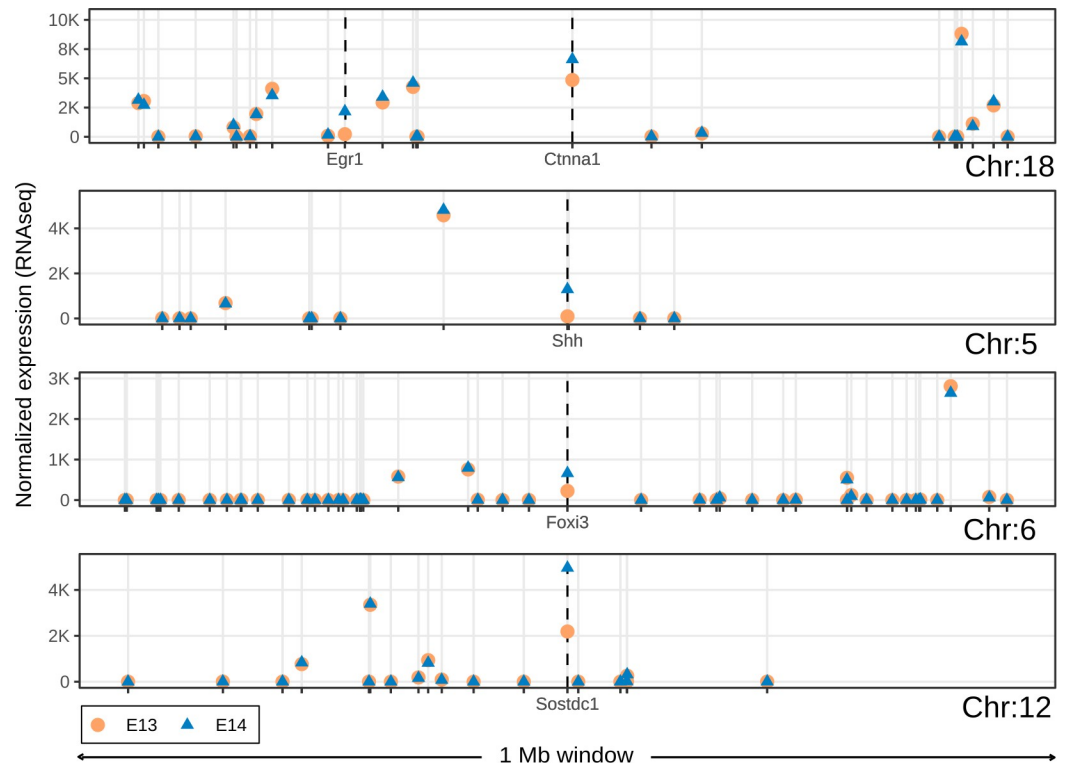 Normalized expression (RNAseq)
10K
8K
5K
2K
0
Egr1
Ctnna1
Chr:18
4K
2K
0
Shh
Chr:5
3K
2K
1K
0
Foxi3
Chr:6
4K
2K
0
Sostdc1
Chr:12
E13 E14
1 Mb window